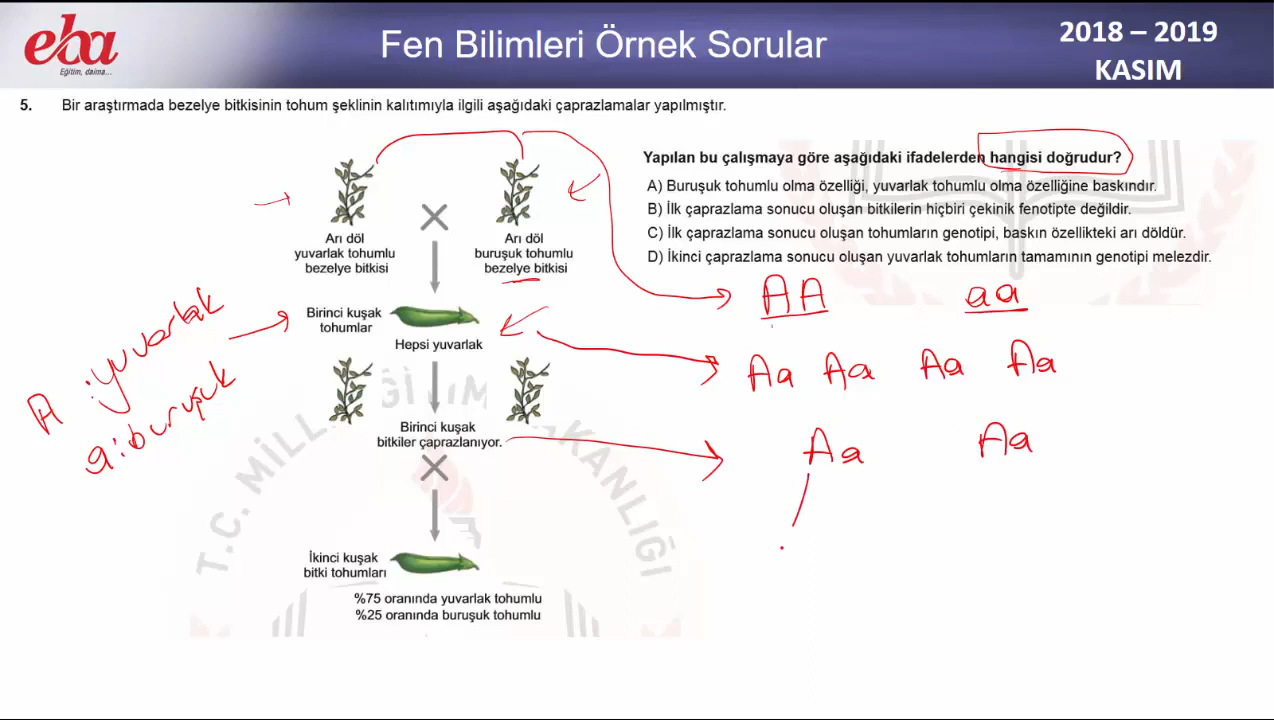 eba
Eğitim, daima...
Fen Bilimleri Örnek Sorular
2018 – 2019
KASIM
5. Bir araştırmada bezelye bitkisinin tohum şeklinin kalıtımıyla ilgili aşağıdaki çaprazlamalar yapılmıştır.
Arı döl
yuvarlak tohumlu
bezelye bitkisi
Arı döl
buruşuk tohumlu
bezelye bitkisi
Birinci kuşak
tohumlar
Hepsi yuvarlak
Birinci kuşak
bitkiler çaprazlanıyor.
İkinci kuşak
bitki tohumları
%75 oranında yuvarlak tohumlu
%25 oranında buruşuk tohumlu
A : yuvarlak
a : buruşuk
Yapılan bu çalışmaya göre aşağıdaki ifadelerden hangisi doğrudur?
A) Buruşuk tohumlu olma özelliği, yuvarlak tohumlu olma özelliğine baskındır.
B) İlk çaprazlama sonucu oluşan bitkilerin hiçbiri çekinik fenotipte değildir.
C) İlk çaprazlama sonucu oluşan tohumların genotipi, baskın özellikteki arı döldür.
D) İkinci çaprazlama sonucu oluşan yuvarlak tohumların tamamının genotipi melezdir.
AA aa
Aa Aa Aa Aa
Aa Aa